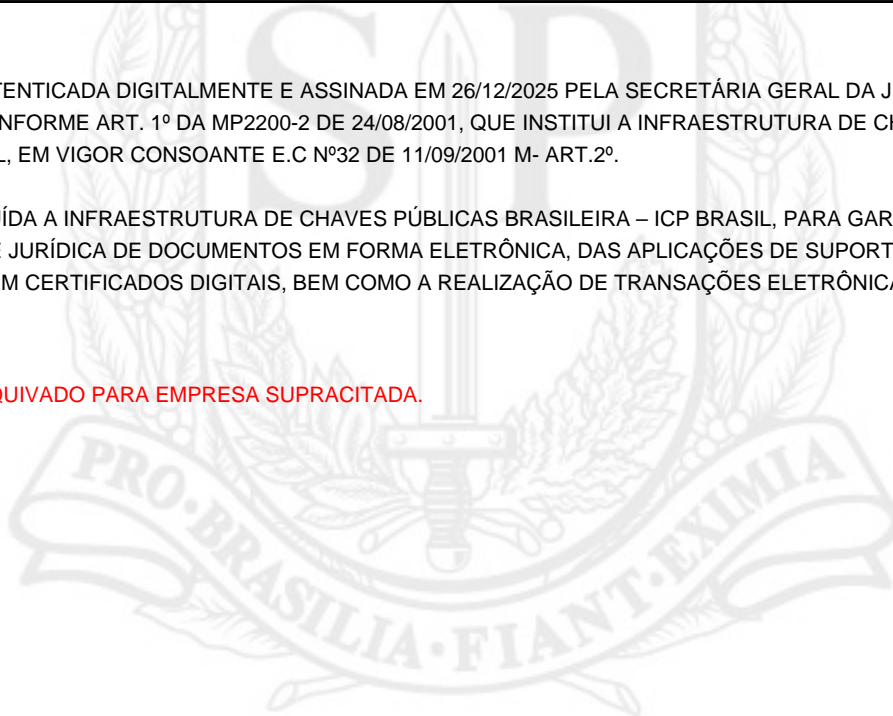 SP
TENTICADA DIGITALMENTE E ASSINADA EM 26/12/2025 PELA SECRETÁRIA GERAL DA J
NFORME ART. 1º DA MP2200-2 DE 24/08/2001, QUE INSTITUI A INFRAESTRUTURA DE CH
L, EM VIGOR CONSOANTE E.C Nº32 DE 11/09/2001 M- ART.2º.
UÍDA A INFRAESTRUTURA DE CHAVES PÚBLICAS BRASILEIRA – ICP BRASIL, PARA GAR
E JURÍDICA DE DOCUMENTOS EM FORMA ELETRÔNICA, DAS APLICAÇÕES DE SUPORT
M CERTIFICADOS DIGITAIS, BEM COMO A REALIZAÇÃO DE TRANSAÇÕES ELETRÔNICA
QUIVADO PARA EMPRESA SUPRACITADA.
PRO·BRASILIA·FIANT·EXIMIA